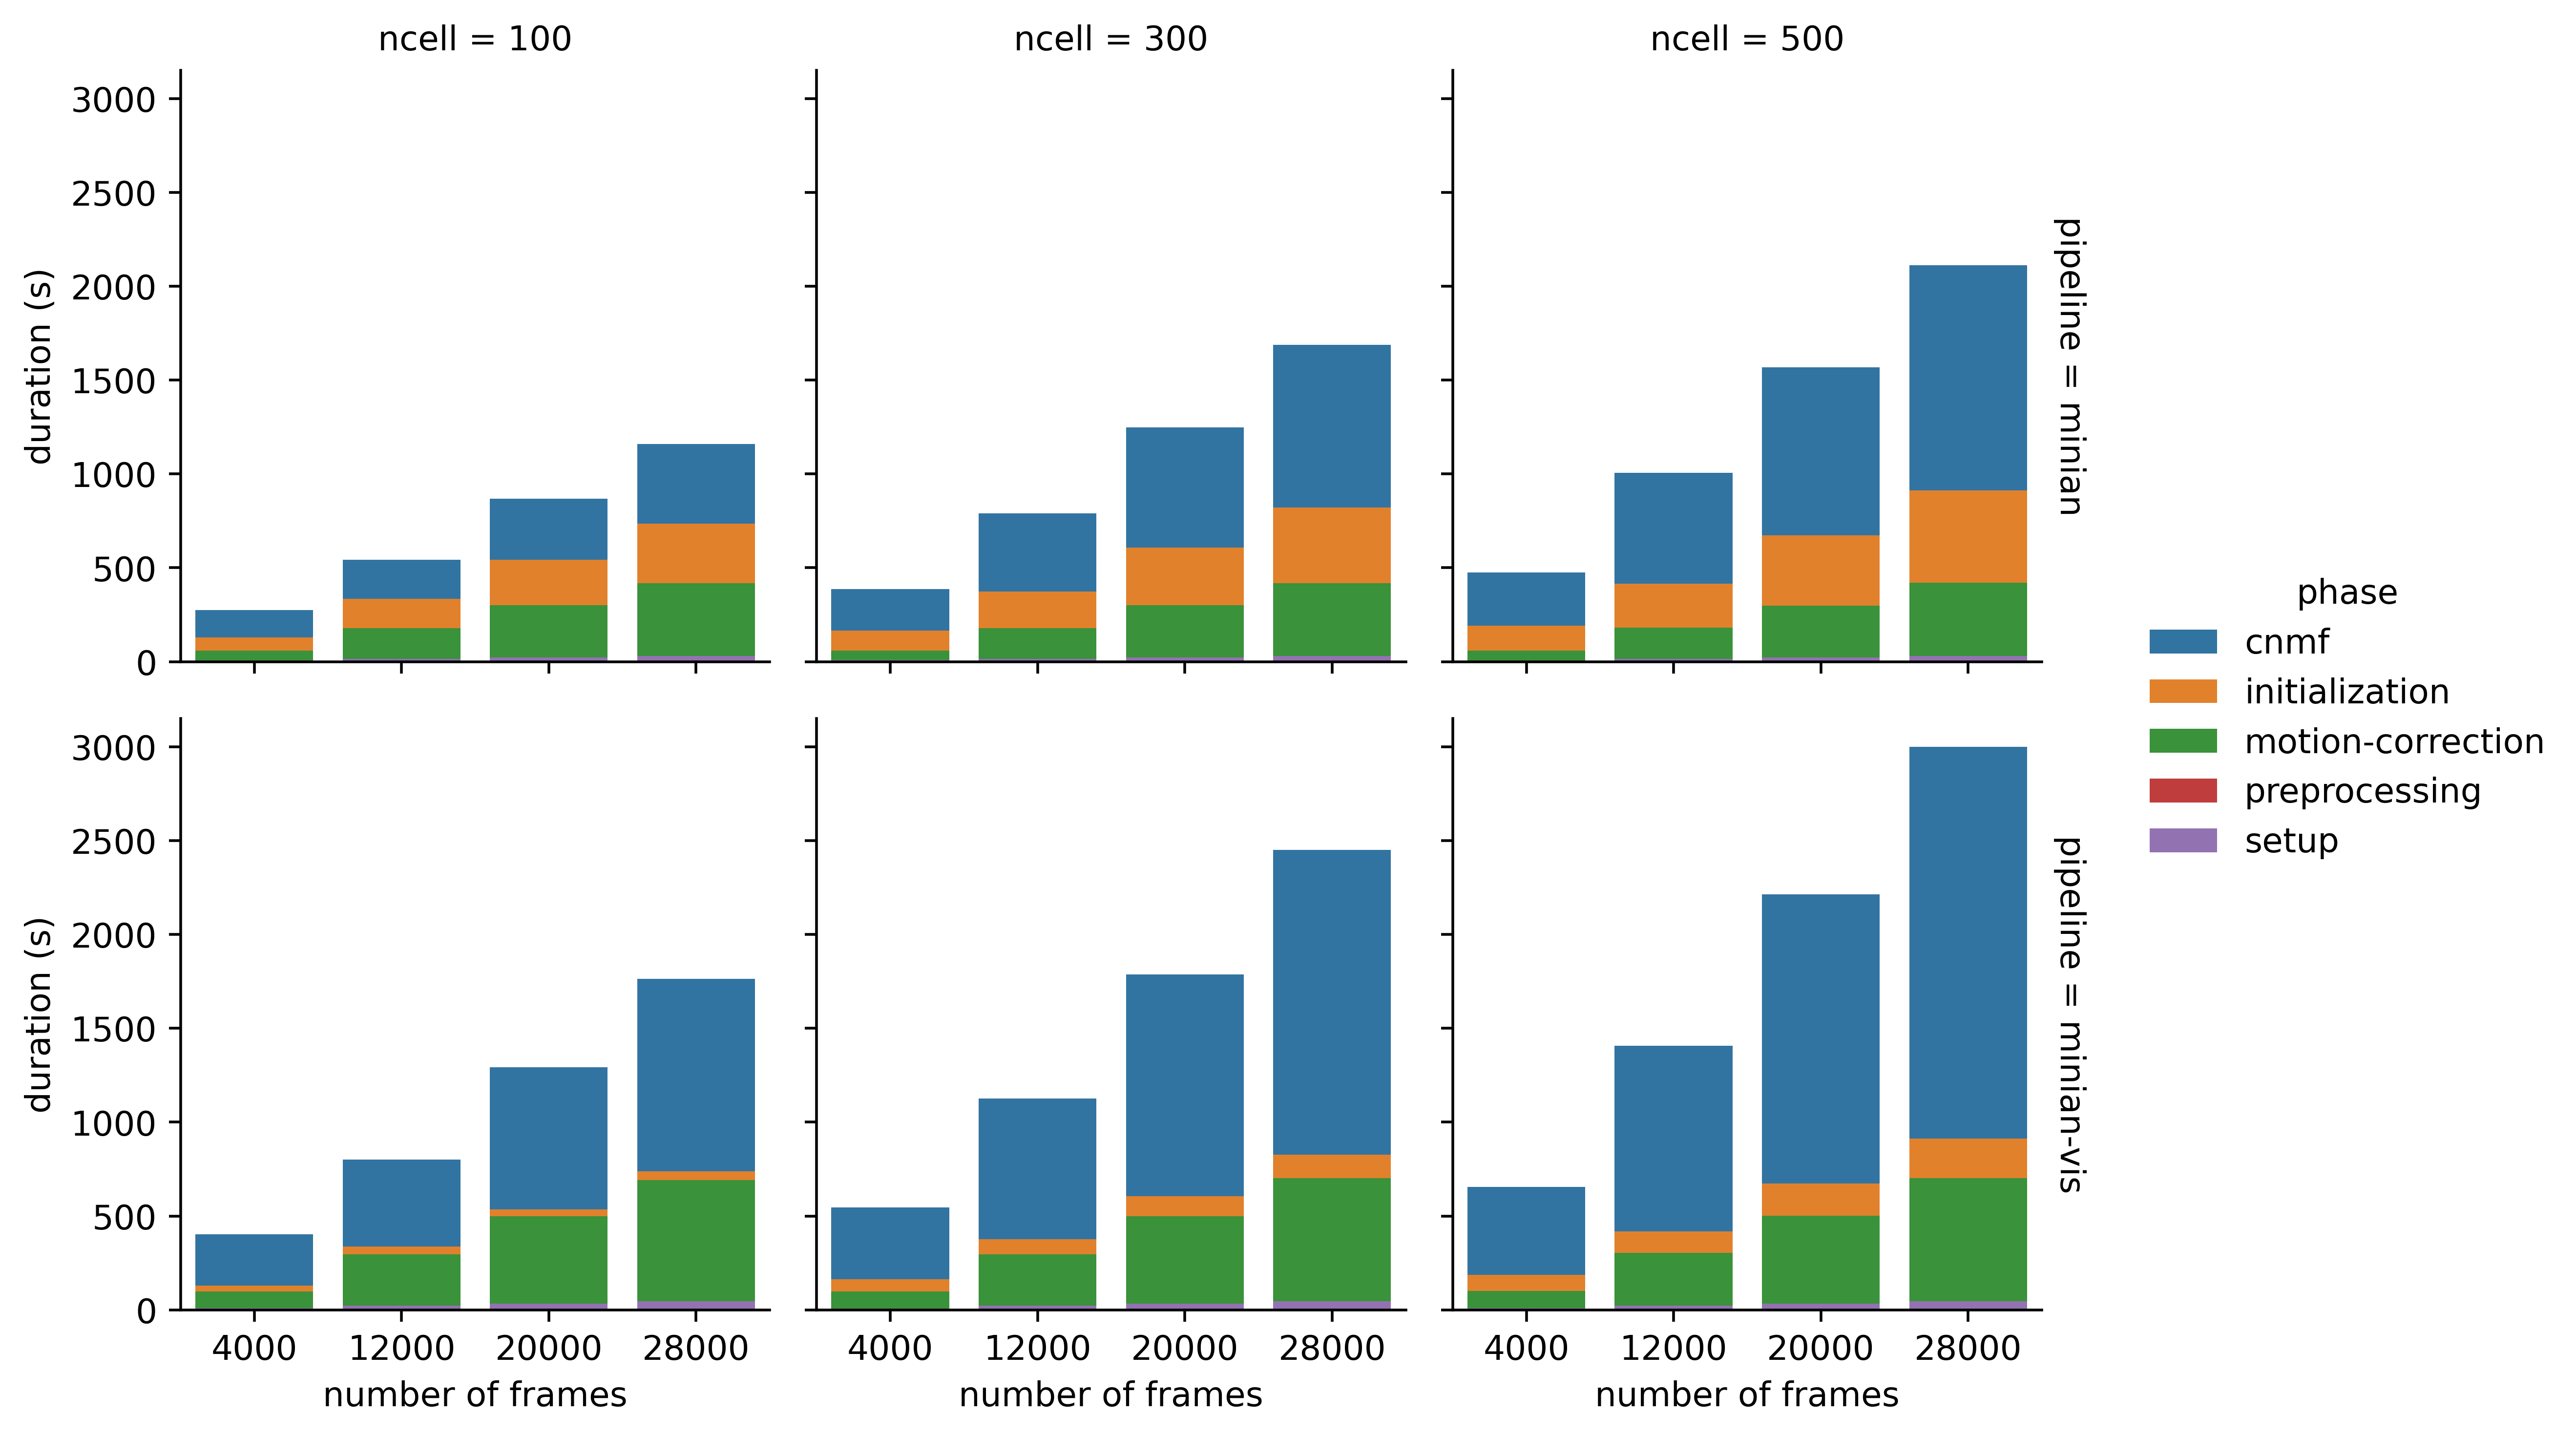 ncell = 100
ncell = 300
ncell = 500
3000
2500
2000
1500
1000
500
0
duration (s)
pipeline = minian
3000
2500
2000
1500
1000
500
0
duration (s)
pipeline = minian-vis
4000 12000 20000 28000
number of frames
4000 12000 20000 28000
number of frames
4000 12000 20000 28000
number of frames
phase
cnmf
initialization
motion-correction
preprocessing
setup